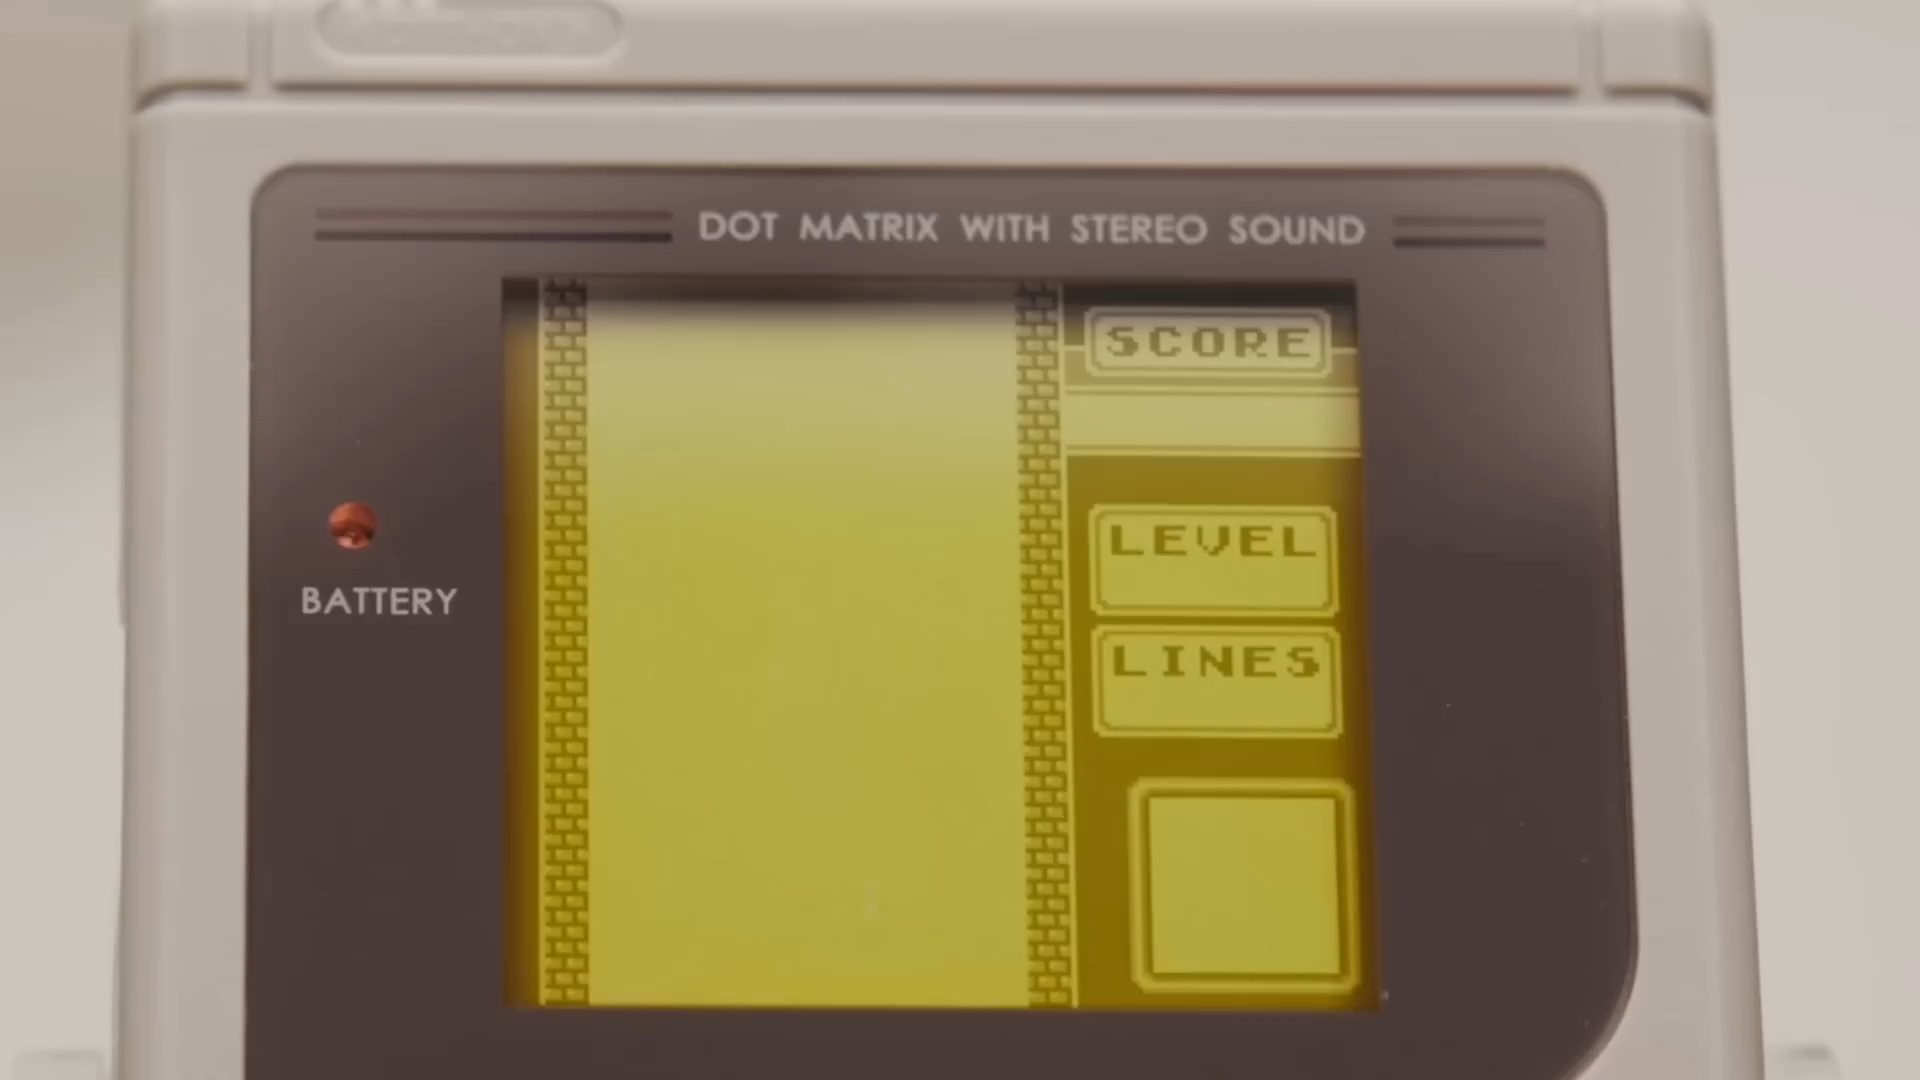 DOT MATRIX WITH STEREO SOUND
SCORE
LEVEL
BATTERY
LINES